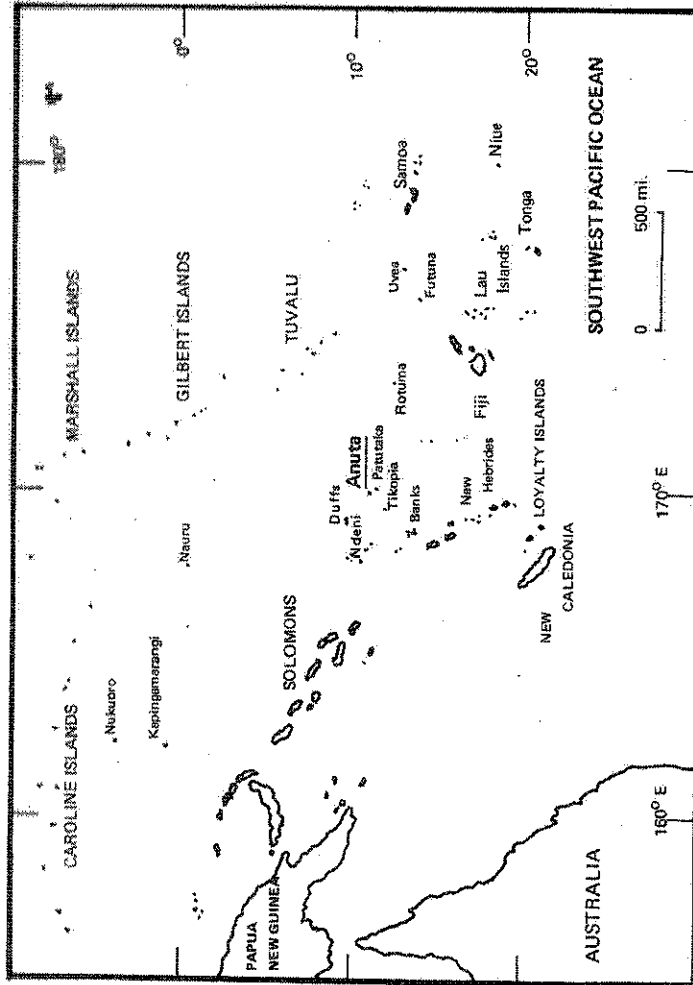 CAROLINE ISLANDS
MARSHALL ISLANDS
180°
Nukuoro
Kapingamarangi
Nauru
GILBERT ISLANDS
0°
TUVALU
PAPUA
NEW GUINEA
SOLOMONS
Duffs
Ndeni
Anuta
Patutaka
Tikopia
Banks
Rotuma
Uvea
Futuna
Samoa
10°
New
Hebrides
Fiji
Lau
Islands
Tonga
Niue
20°
LOYALTY ISLANDS
NEW
CALEDONIA
AUSTRALIA
160° E
170° E
SOUTHWEST PACIFIC OCEAN
0
500 mi.